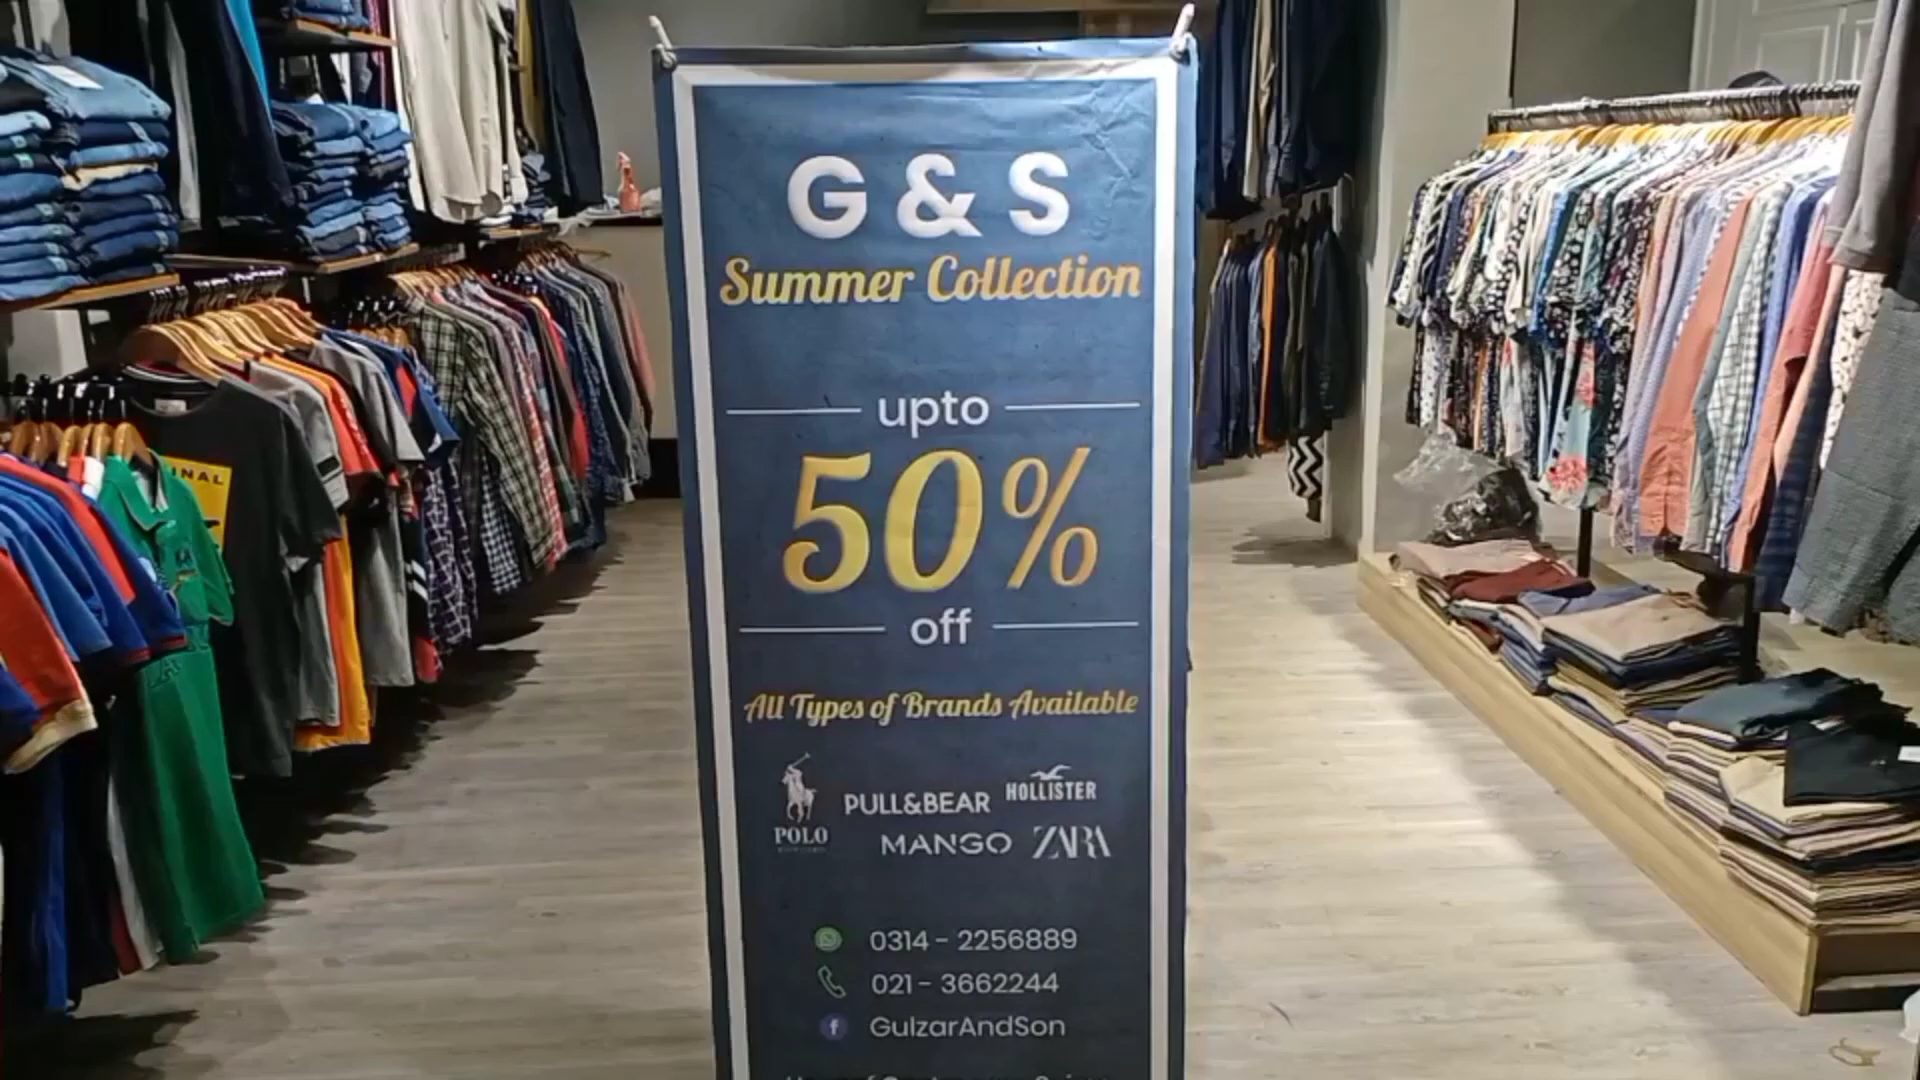 G & S
Summer Collection
upto
50%
off
All Types of Brands Available
POLO
PULL&BEAR
HOLLISTER
MANGO
ZARA
0314 - 2256889
021 - 3662244
GulzarAndSon
INAL